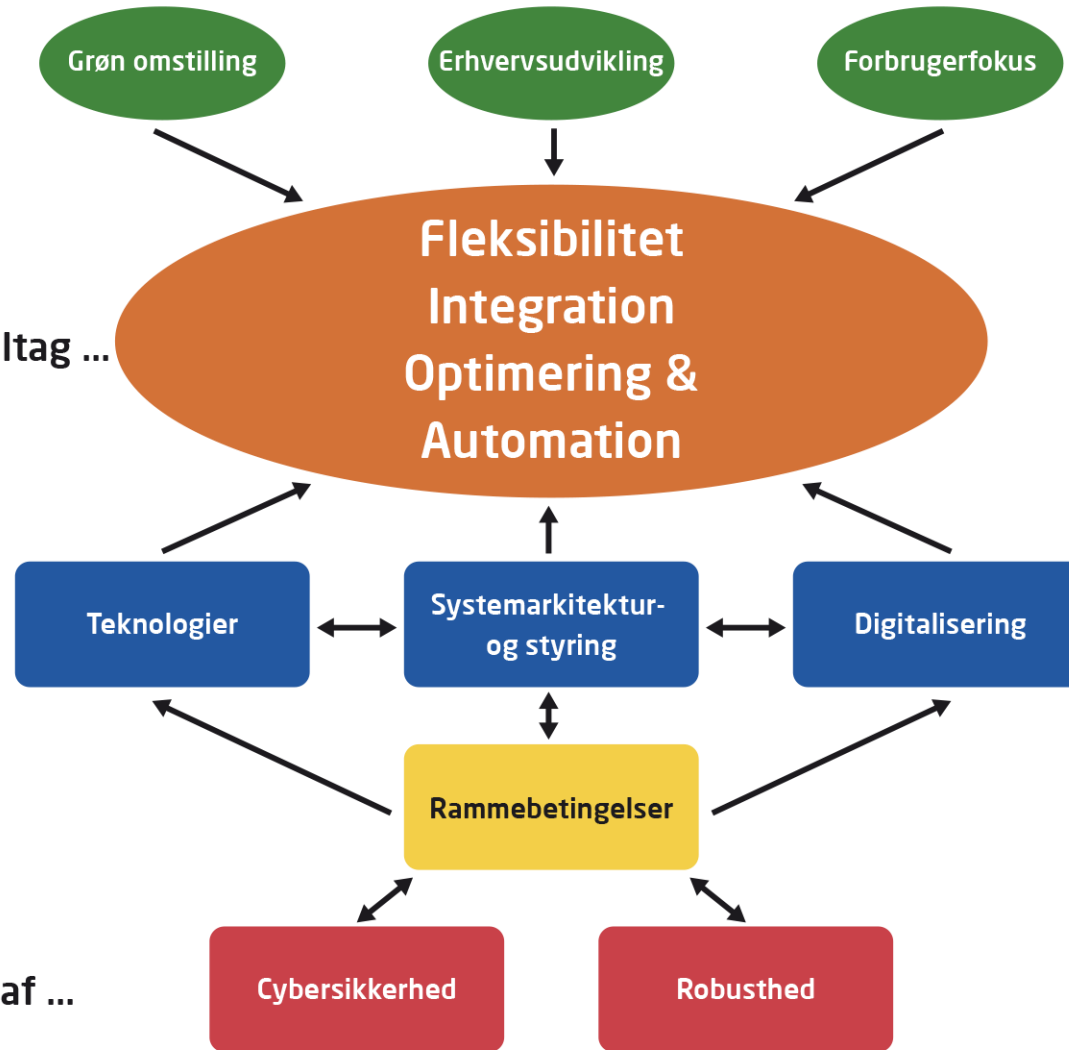 Grøn omstilling
Erhvervsudvikling
Forbrugerfokus
Fleksibilitet
Integration
Optimering &
Automation
ltag ...
Teknologier
Systemarkitektur-
og styring
Digitalisering
Rammebetingelser
Cybersikkerhed
Robusthed
af ...